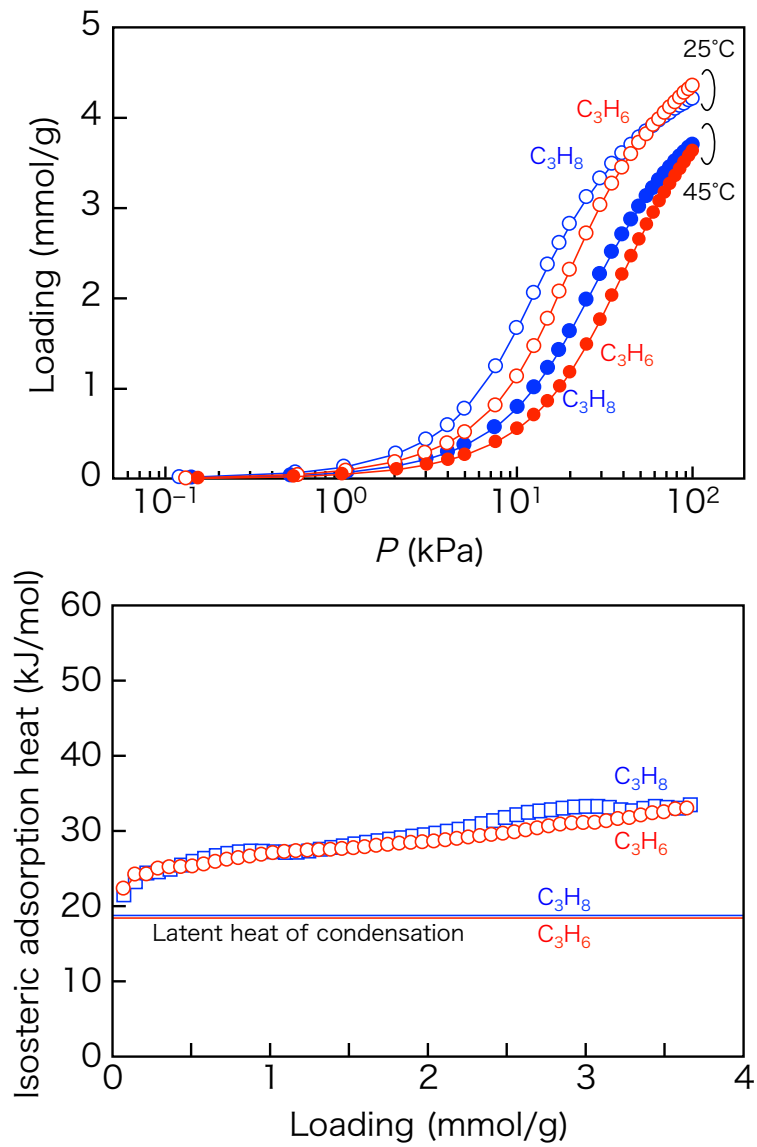 5
4
3
2
1
0
Loading (mmol/g)
25°C
C₃H₆
C₃H₈
45°C
C₃H₆
C₃H₈
10⁻¹
10⁰
10¹
10²
P (kPa)
60
50
40
30
20
10
0
Isosteric adsorption heat (kJ/mol)
C₃H₈
C₃H₆
C₃H₈
Latent heat of condensation
C₃H₆
0
1
2
3
4
Loading (mmol/g)